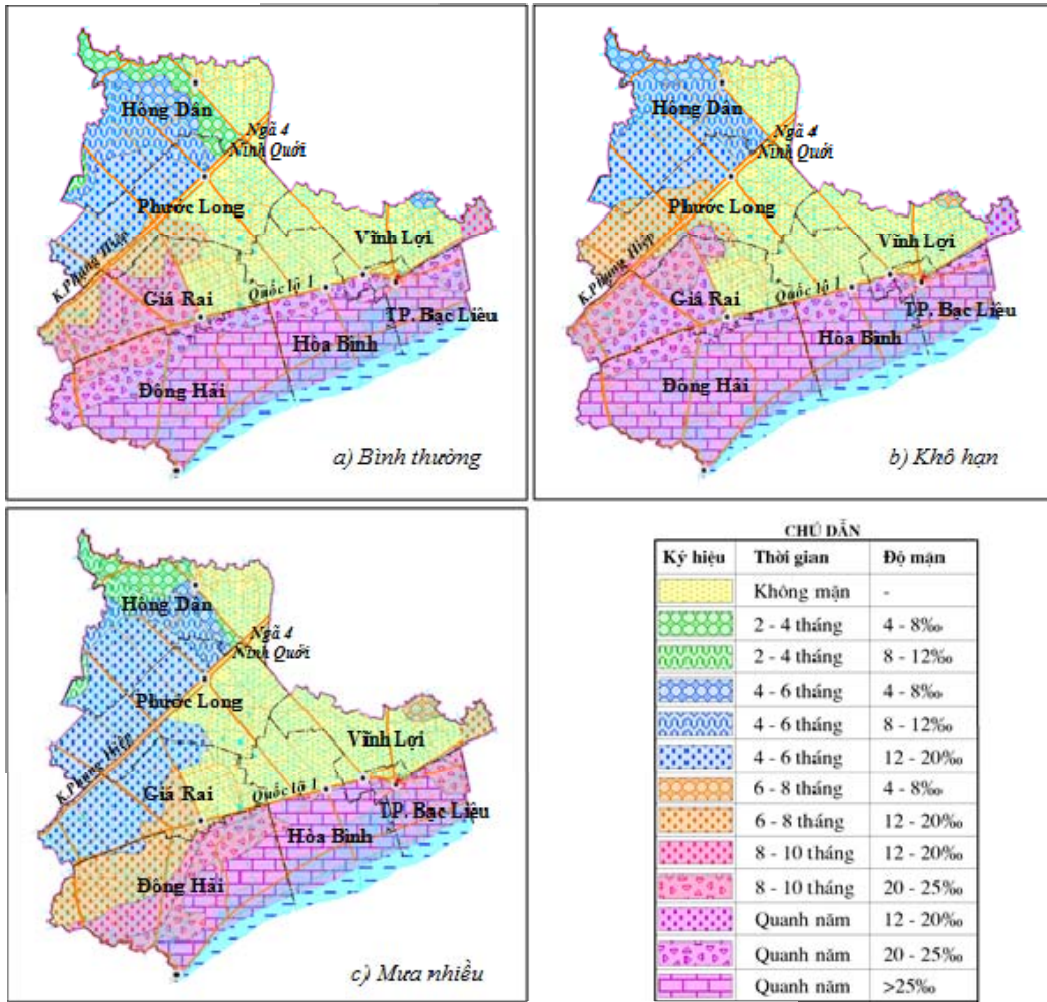 Hồng Dân
Ngã 4
Ninh Quới
Phước Long
K.Phụng Hiệp
Vĩnh Lợi
Giá Rai
Quốc lộ 1
TP. Bạc Liêu
Hòa Bình
Đông Hải
a) Bình thường
Hồng Dân
Ngã 4
Ninh Quới
Phước Long
K.Phụng Hiệp
Vĩnh Lợi
Giá Rai
Quốc lộ 1
TP. Bạc Liêu
Hòa Bình
Đông Hải
b) Khô hạn
Hồng Dân
Ngã 4
Ninh Quới
Phước Long
K.Phụng Hiệp
Vĩnh Lợi
Giá Rai
Quốc lộ 1
TP. Bạc Liêu
Hòa Bình
Đông Hải
c) Mưa nhiều
CHÚ DẪN
Ký hiệu Thời gian Độ mặn
Không mặn -
2 - 4 tháng 4 - 8‰
2 - 4 tháng 8 - 12‰
4 - 6 tháng 4 - 8‰
4 - 6 tháng 8 - 12‰
4 - 6 tháng 12 - 20‰
6 - 8 tháng 4 - 8‰
6 - 8 tháng 12 - 20‰
8 - 10 tháng 12 - 20‰
8 - 10 tháng 20 - 25‰
Quanh năm 12 - 20‰
Quanh năm 20 - 25‰
Quanh năm >25‰